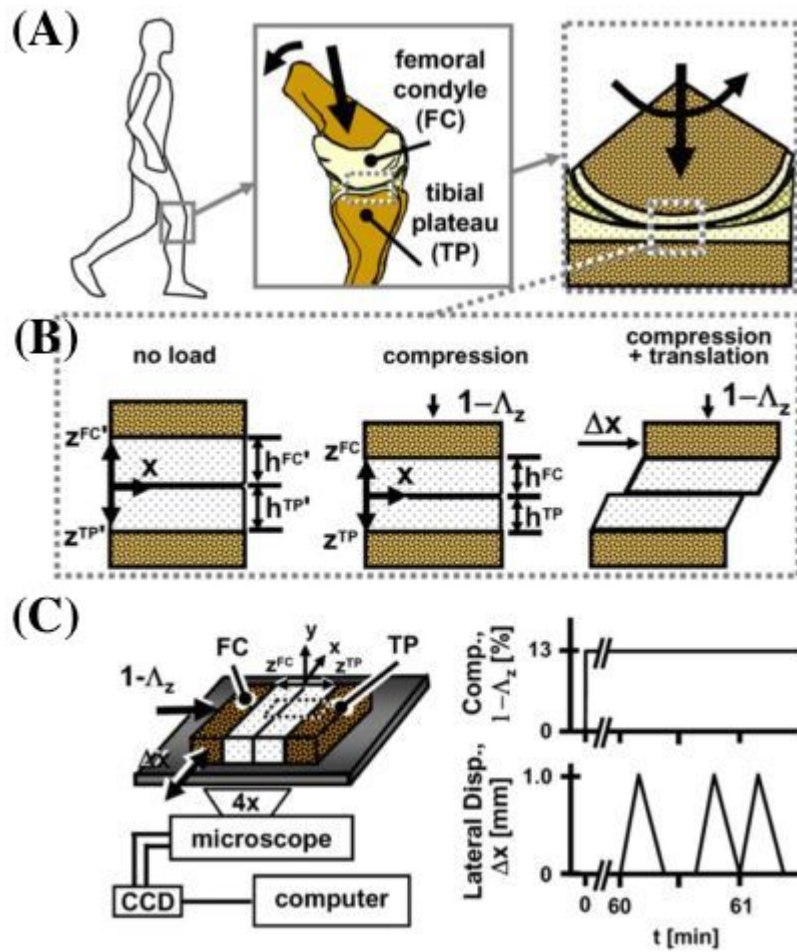 (A)
femoral
condyle
(FC)
tibial
plateau
(TP)
(B)
no load
compression
compression
+ translation
1–Λz
1–Λz
Δx
zFC'
x
hFC'
hTP'
zTP'
zFC
x
hFC
hTP
zTP
(C)
FC
y
x
zFC
zTP
TP
1-Λz
Δx
4x
microscope
CCD
computer
Comp.,
1–Λz [%]
13
0
Lateral Disp.,
Δx [mm]
1.0
0
0 60 61
t [min]